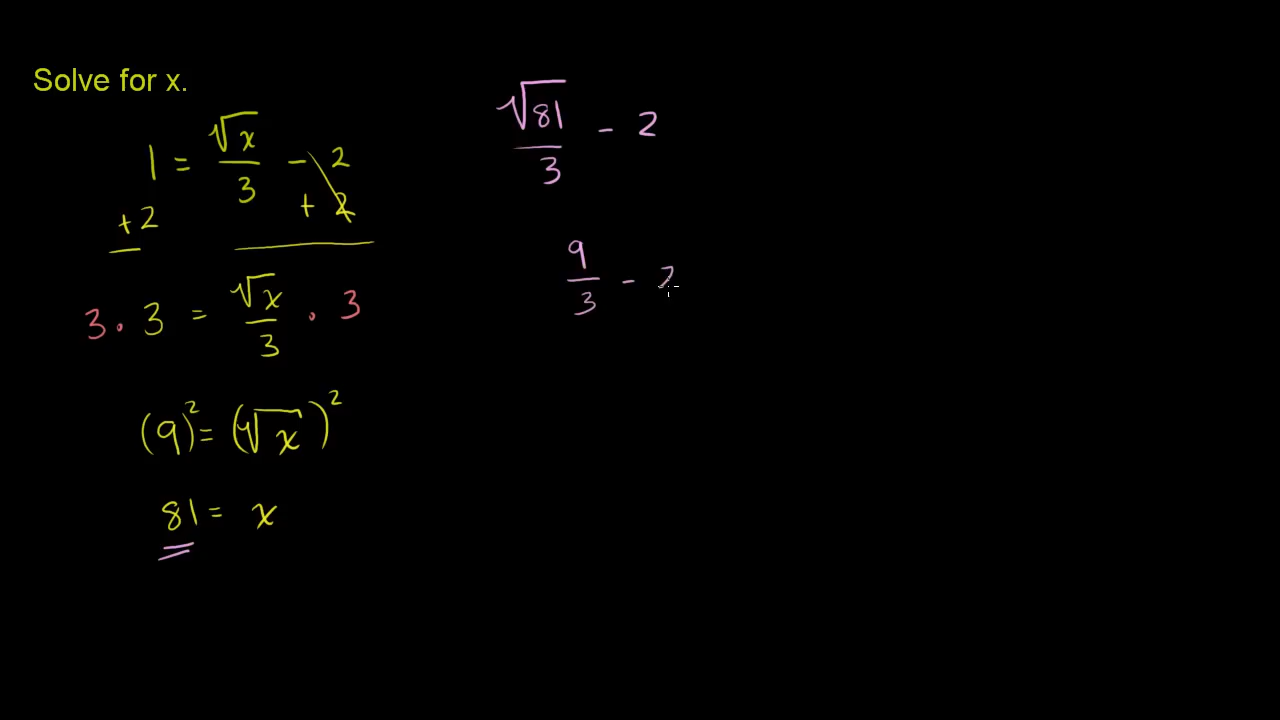 Solve for x.
1 = √x/3 - 2
+2 + 2
3 · 3 = √x/3 · 3
(9)² = (√x)²
81 = x
√81/3 - 2
9/3 - 2